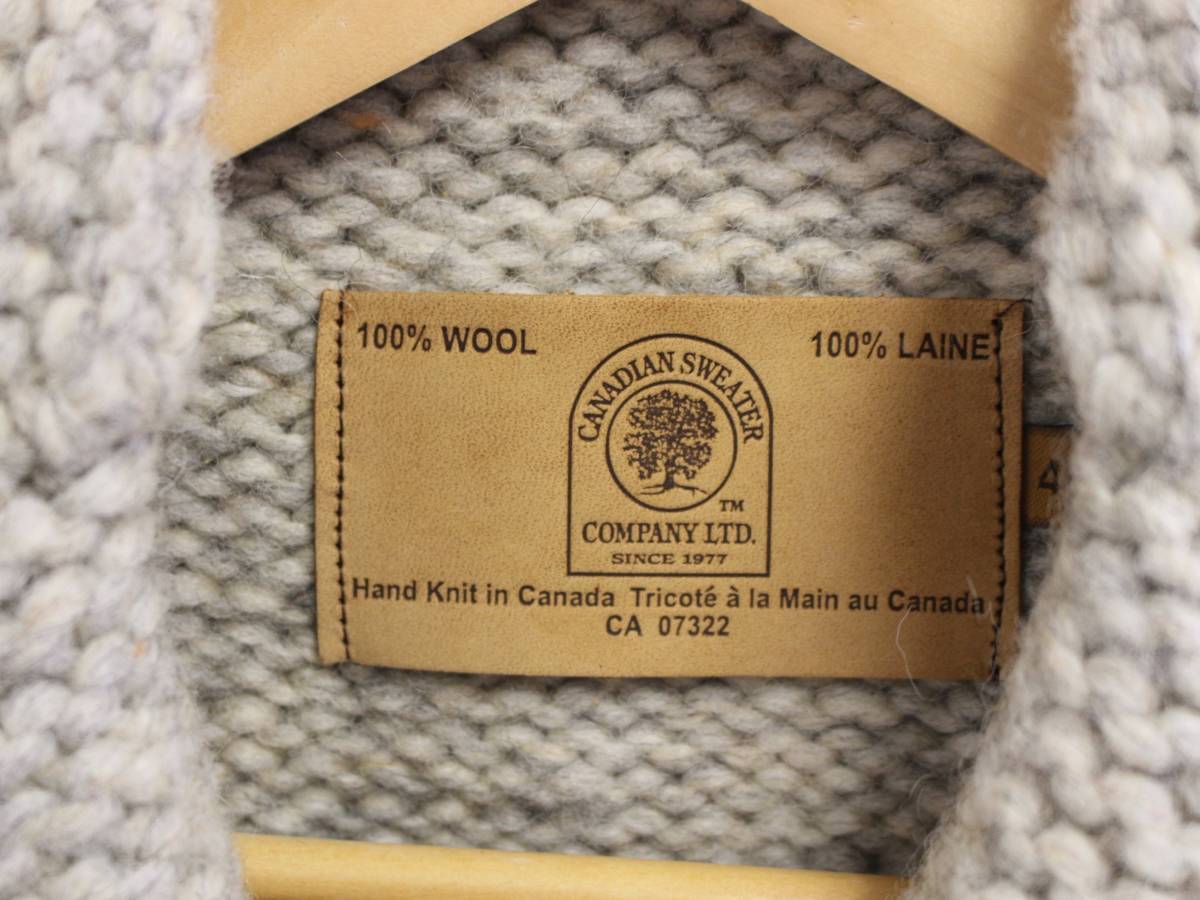 100% WOOL 100% LAINE
CANADIAN SWEATER
TM
COMPANY LTD.
SINCE 1977
Hand Knit in Canada Tricoté à la Main au Canada
CA 07322
4